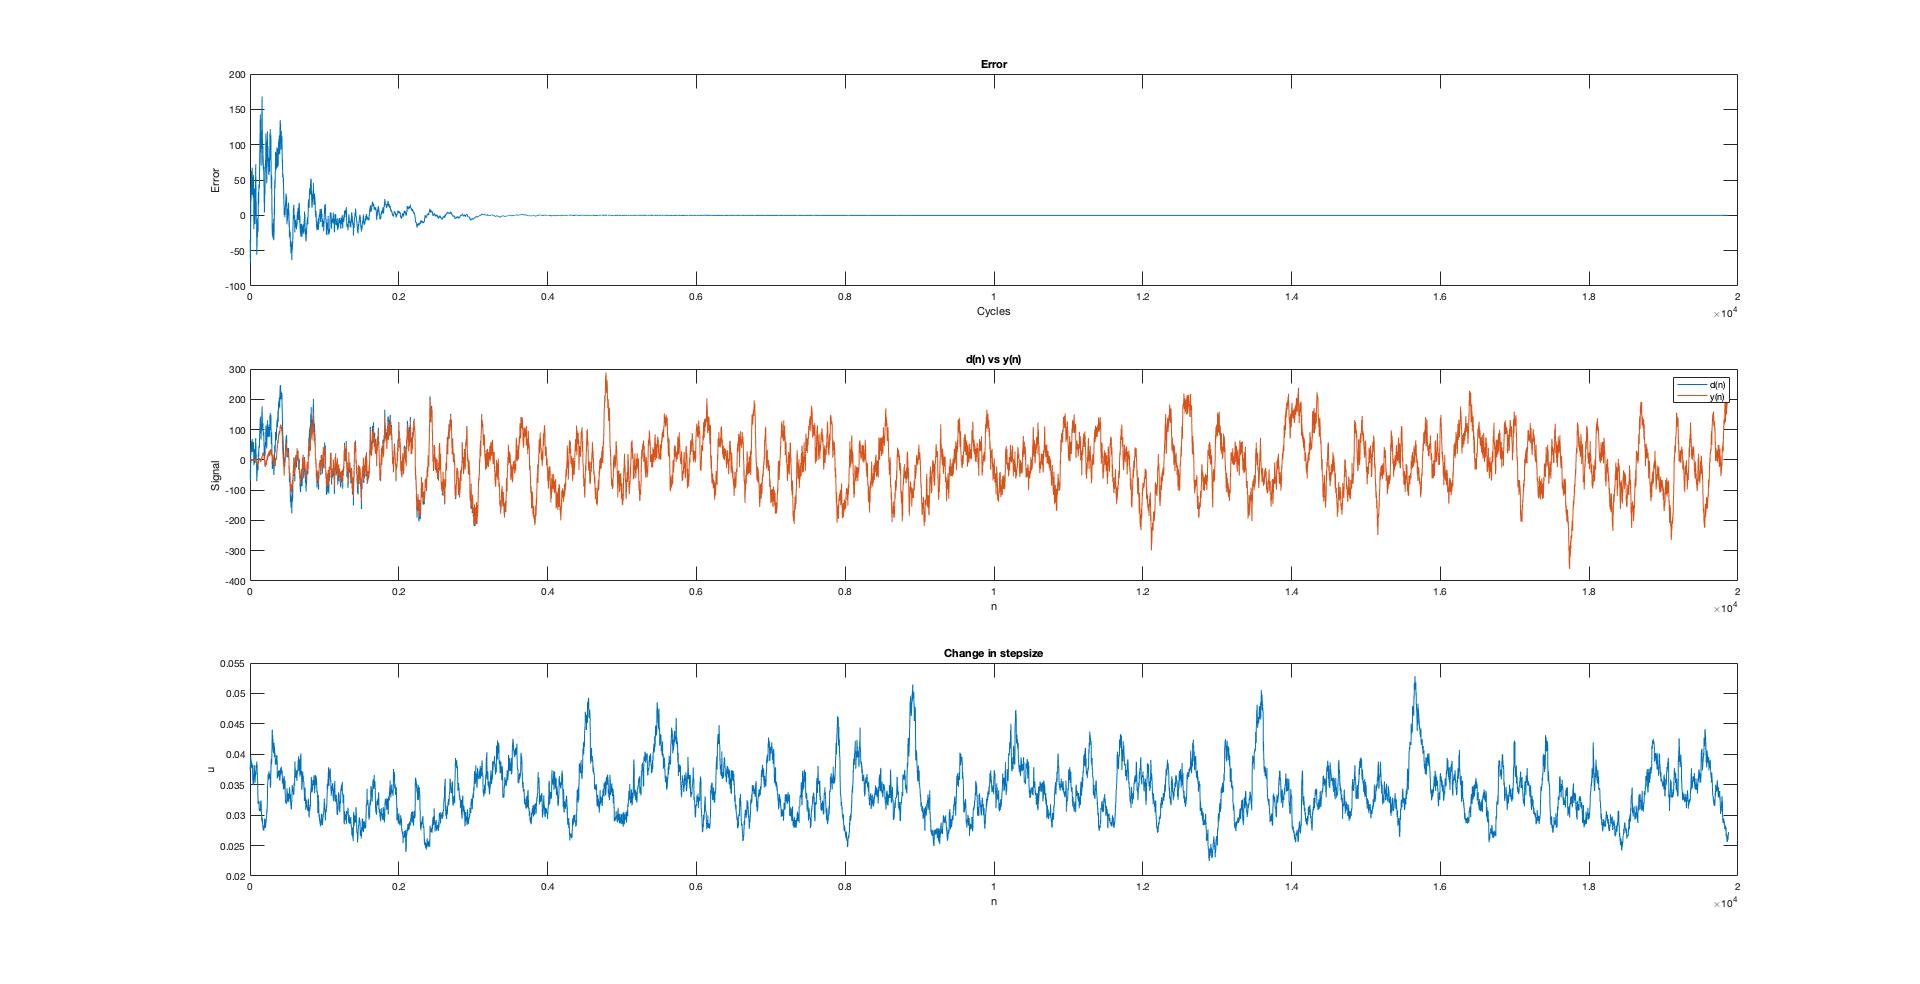 Error
200
150
100
50
0
-50
-100
Error
0 0.2 0.4 0.6 0.8 1 1.2 1.4 1.6 1.8 2
Cycles
×10^4
d(n) vs y(n)
300
200
100
0
-100
-200
-300
-400
Signal
d(n)
y(n)
0 0.2 0.4 0.6 0.8 1 1.2 1.4 1.6 1.8 2
n
×10^4
Change in stepsize
0.055
0.05
0.045
0.04
0.035
0.03
0.025
0.02
u
0 0.2 0.4 0.6 0.8 1 1.2 1.4 1.6 1.8 2
n
×10^4